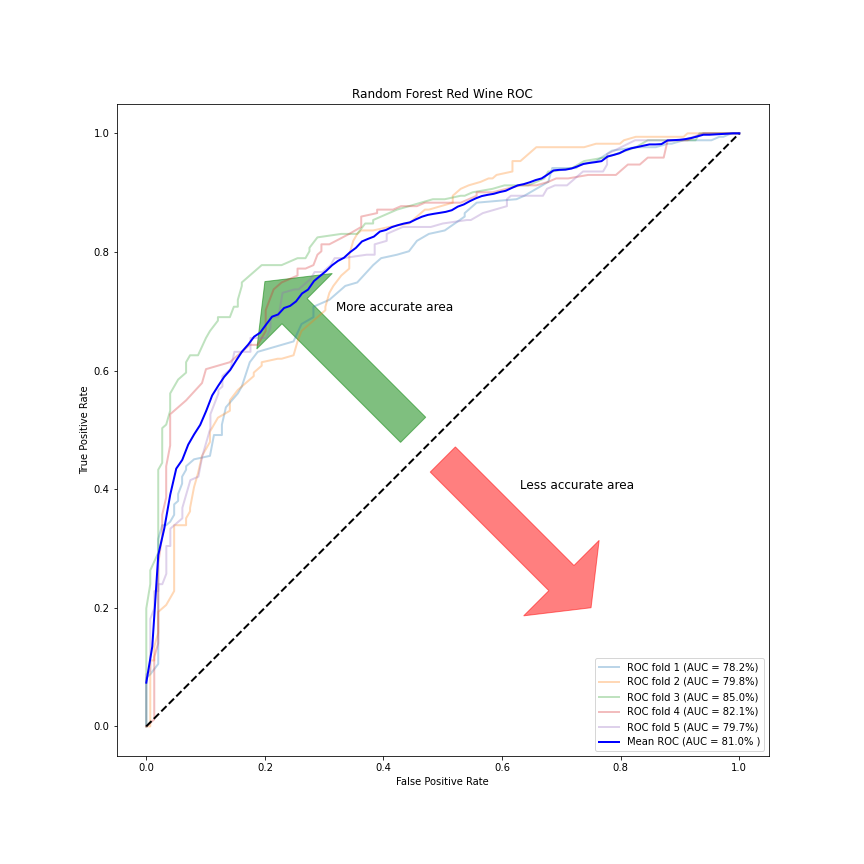 Random Forest Red Wine ROC
1.0
0.8
0.6
0.4
0.2
0.0
True Positive Rate
More accurate area
Less accurate area
ROC fold 1 (AUC = 78.2%)
ROC fold 2 (AUC = 79.8%)
ROC fold 3 (AUC = 85.0%)
ROC fold 4 (AUC = 82.1%)
ROC fold 5 (AUC = 79.7%)
Mean ROC (AUC = 81.0% )
0.0 0.2 0.4 0.6 0.8 1.0
False Positive Rate